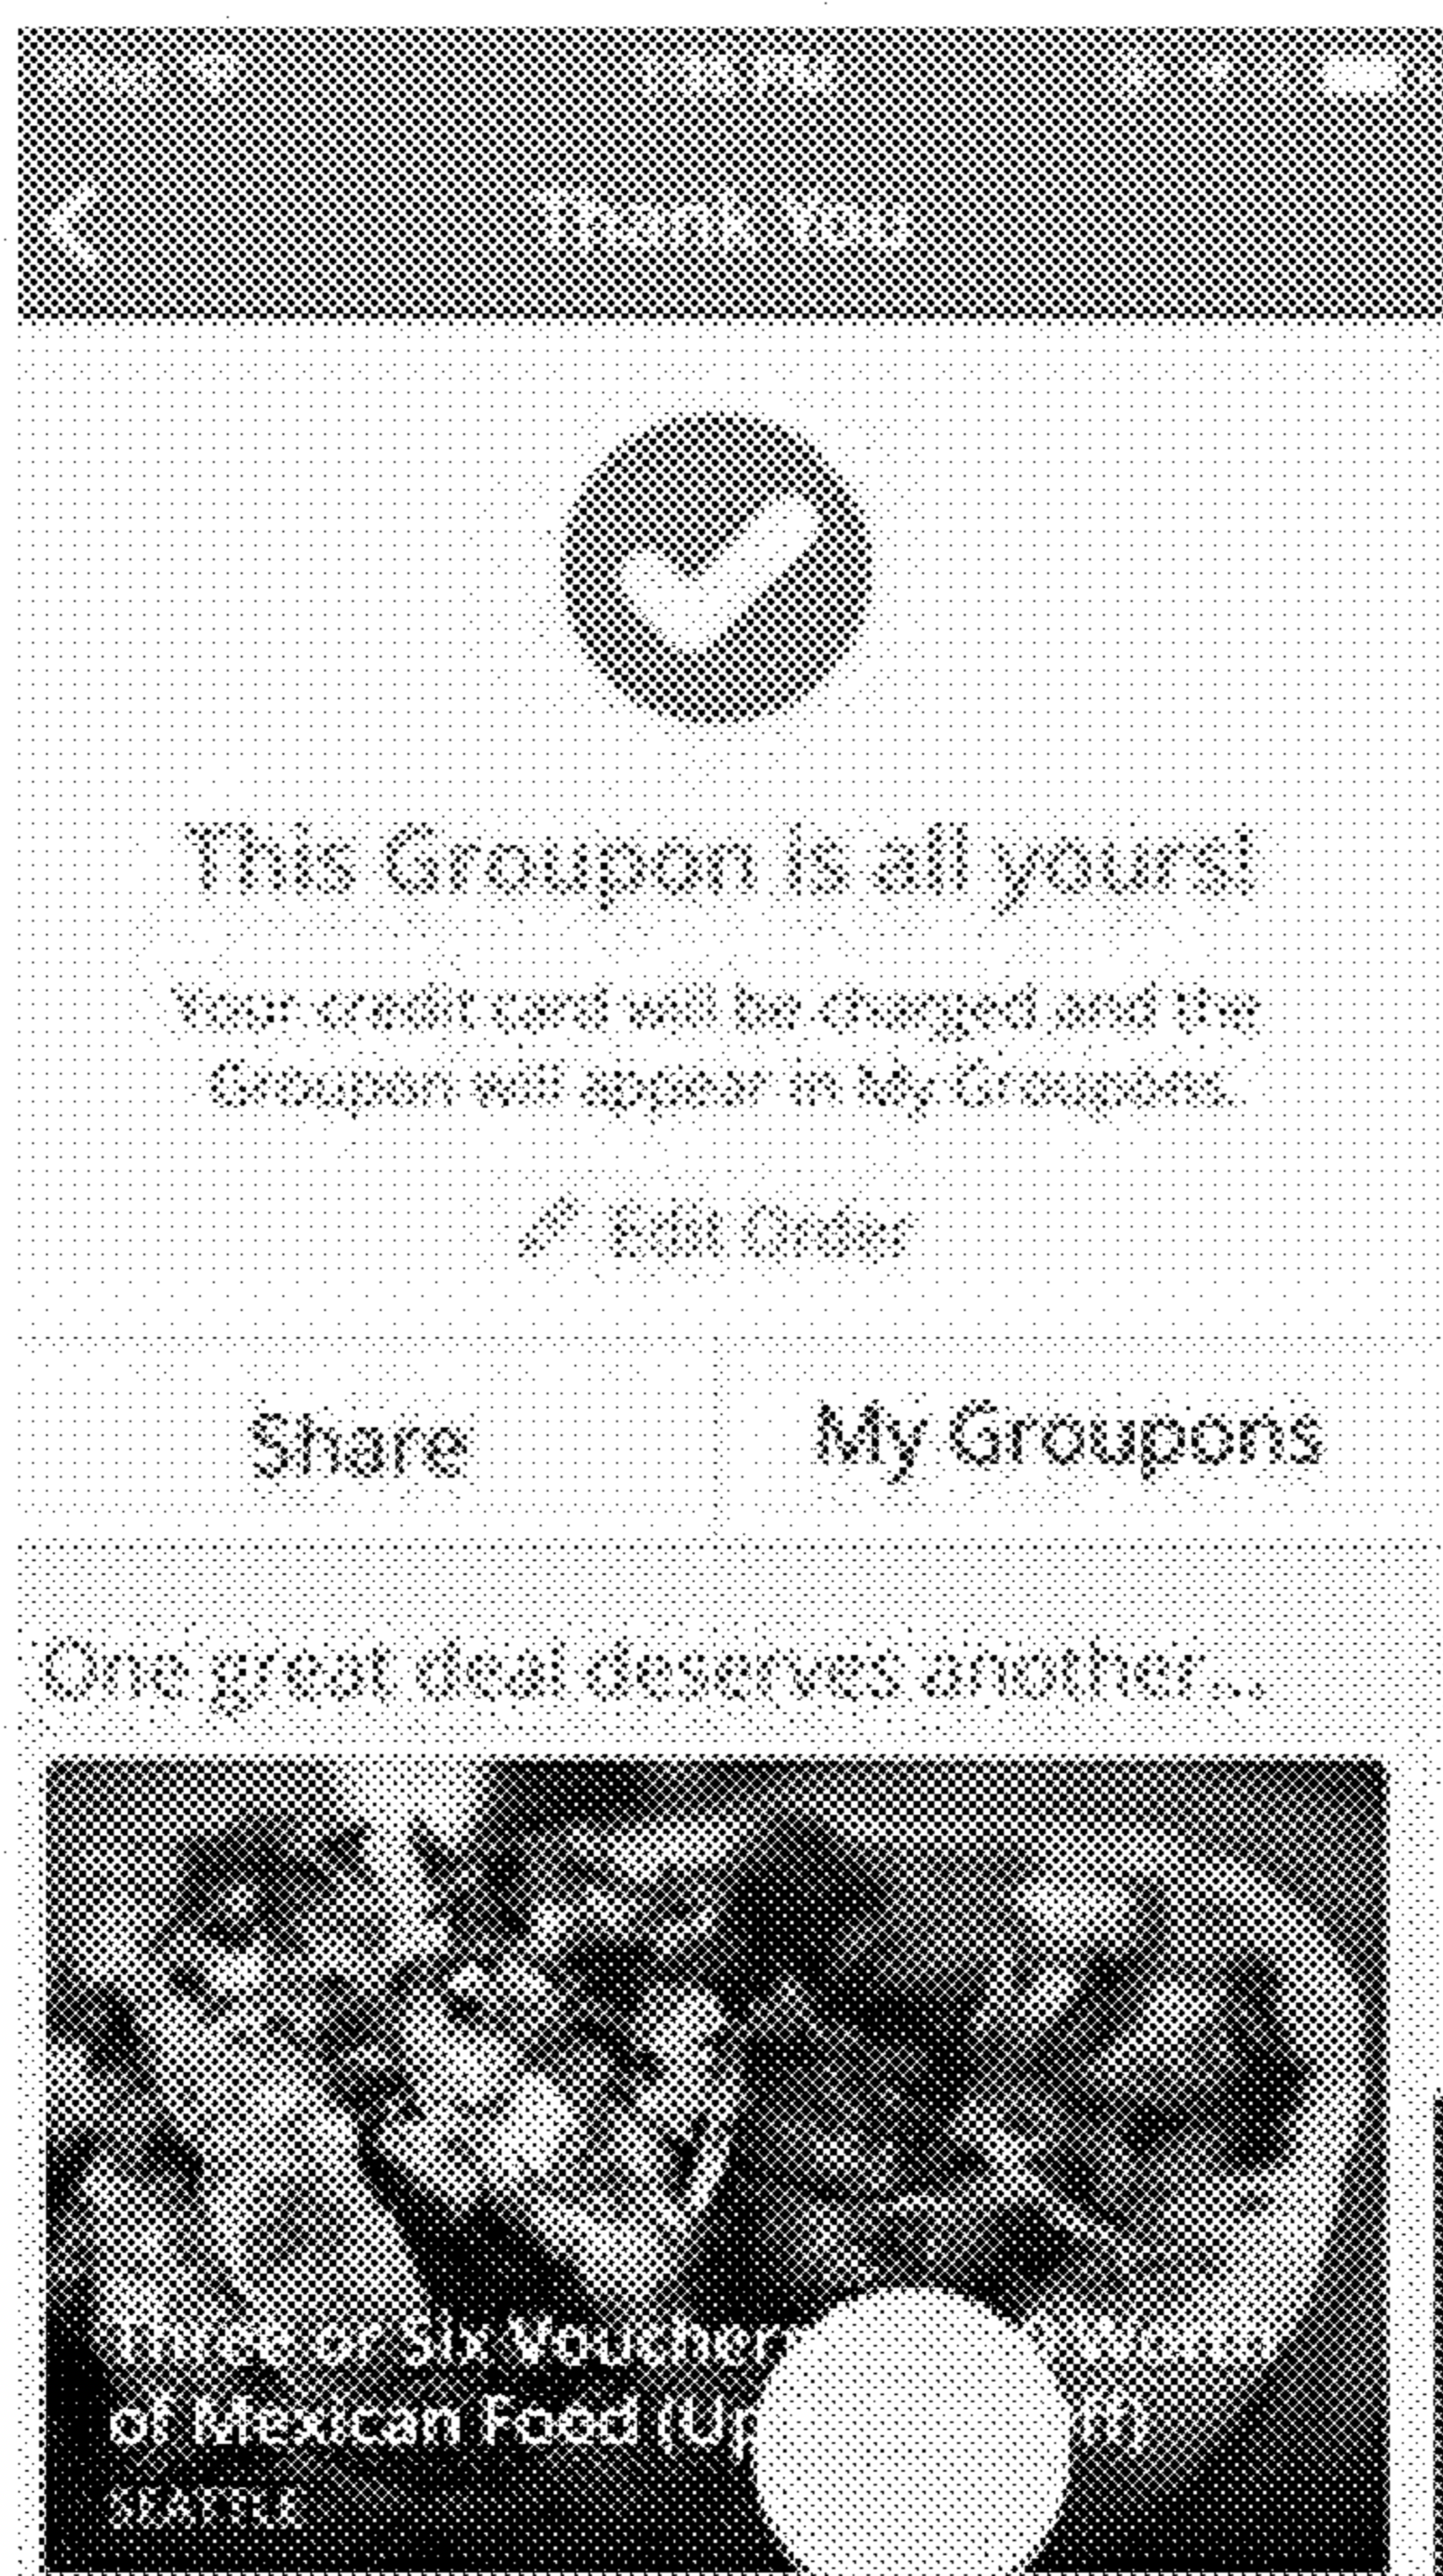 Thank You
This Groupon is all yours!
Your credit card will be charged and the
Groupon will appear in My Groupons.
Edit Order
Share
My Groupons
One great deal deserves another...
Three or Six Voucher
of Mexican Food (Up ff)
SEATTLE